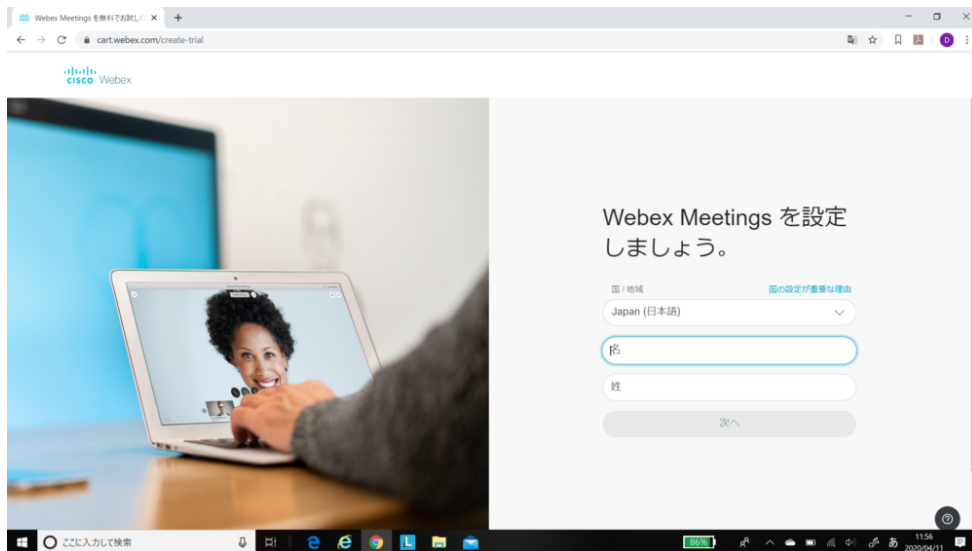 Webex Meetings を無料でお試しく
cart.webex.com/create-trial
D
cisco Webex
Webex Meetings を設定
しましょう。
国 / 地域
国の設定が重要な理由
Japan (日本語)
名
姓
次へ
ここに入力して検索
86%
あ
11:56
2020/04/11